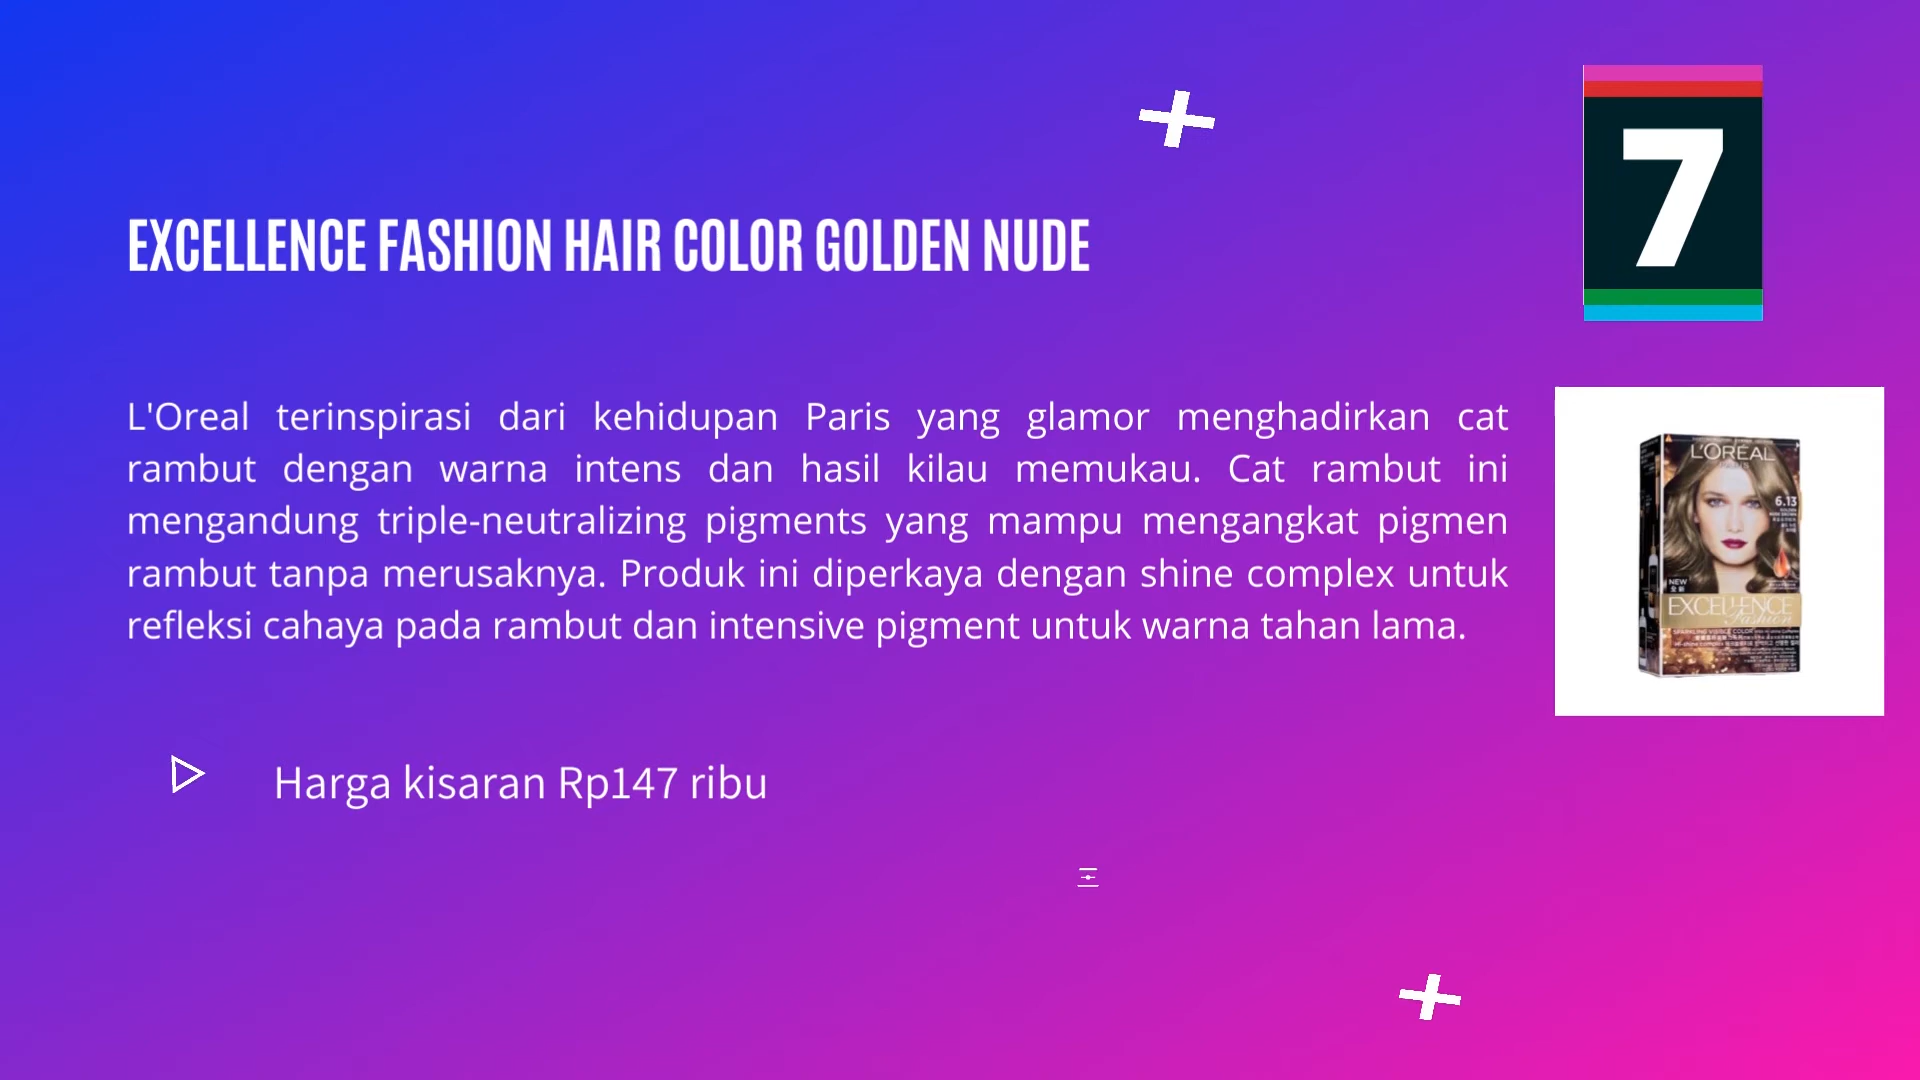 7
EXCELLENCE FASHION HAIR COLOR GOLDEN NUDE
L'Oreal terinspirasi dari kehidupan Paris yang glamor menghadirkan cat
rambut dengan warna intens dan hasil kilau memukau. Cat rambut ini
mengandung triple-neutralizing pigments yang mampu mengangkat pigmen
rambut tanpa merusaknya. Produk ini diperkaya dengan shine complex untuk
refleksi cahaya pada rambut dan intensive pigment untuk warna tahan lama.
L'ORÉAL
PARIS
6.13
NEW
EXCELLENCE
Fashion
Harga kisaran Rp147 ribu